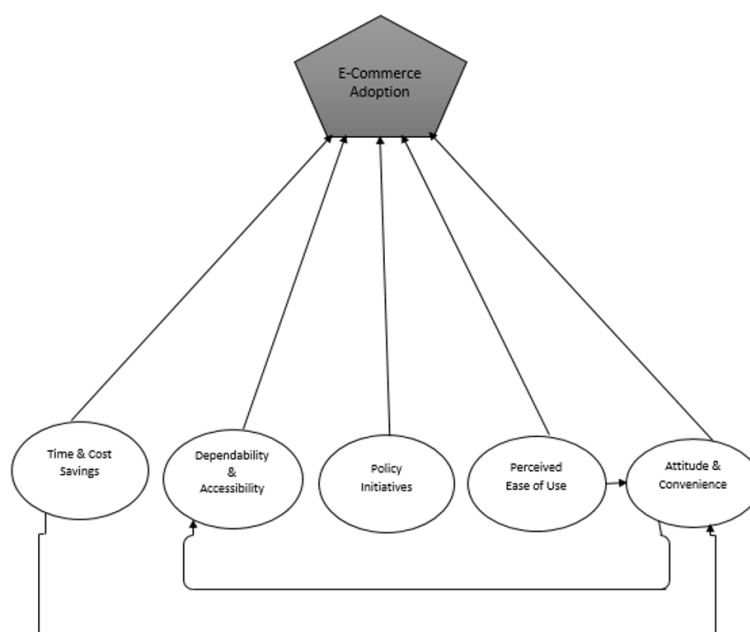 E-Commerce
Adoption
Time & Cost
Savings
Dependability
&
Accessibility
Policy
Initiatives
Perceived
Ease of Use
Attitude &
Convenience